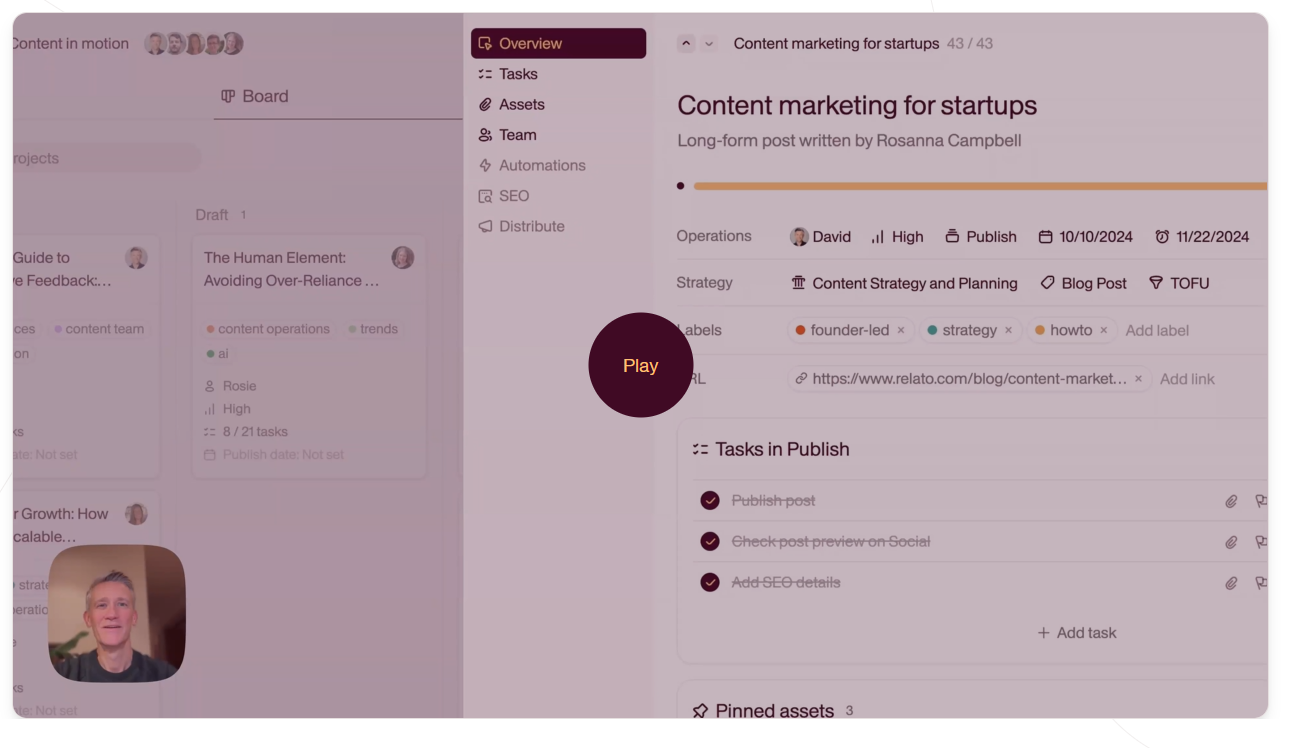 Content in motion
Board
rojects
Draft 1
Guide to
e Feedback:...
ces content team
on
ks
ate: Not set
The Human Element:
Avoiding Over-Reliance ...
content operations trends
ai
Rosie
High
8 / 21 tasks
Publish date: Not set
r Growth: How
calable...
strate
peratio
e
ks
te: Not set
Overview
Tasks
Assets
Team
Automations
SEO
Distribute
Content marketing for startups 43 / 43
Content marketing for startups
Long-form post written by Rosanna Campbell
Operations David High Publish 10/10/2024 11/22/2024
Strategy Content Strategy and Planning Blog Post TOFU
Labels founder-led × strategy × howto × Add label
RL https://www.relato.com/blog/content-market... × Add link
Play
Tasks in Publish
Publish post
Check post preview on Social
Add SEO details
+ Add task
Pinned assets 3